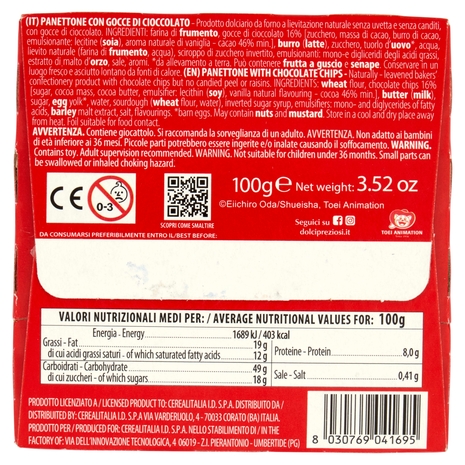 (IT) PANETTONE CON GOCCE DI CIOCCOLATO - Prodotto dolciario da forno a lievitazione naturale senza uvetta e senza canditi,
con gocce di cioccolato. INGREDIENTI: farina di frumento, gocce di cioccolato 16% (zucchero, massa di cacao, burro di cacao,
emulsionante: lecitine (soia), aroma naturale di vaniglia - cacao 46% min.), burro (latte), zucchero, tuorlo d'uovo*, acqua,
lievito naturale (farina di frumento, acqua), sciroppo di zucchero invertito, emulsionanti: mono- e digliceridi degli acidi grassi,
estratto di malto d'orzo, sale, aromi. *da allevamento a terra. Può contenere frutta a guscio e senape. Conservare in un
luogo fresco e asciutto lontano da fonti di calore. (EN) PANETTONE WITH CHOCOLATE CHIPS - Naturally - leavened bakers'
confectionery product with chocolate chips but no candied peel or raisins. INGREDIENTS: wheat flour, chocolate chips 16%
(sugar, cocoa mass, cocoa butter, emulsifier: lecithin (soy), vanilla natural flavouring - cocoa 46% min.), butter (milk),
sugar, egg yolk*, water, sourdough (wheat flour, water), inverted sugar syrup, emulsifiers: mono- and diglycerides of fatty
acids, barley malt extract, salt, flavourings. *barn eggs. May contain nuts and mustard. Store in a cool and dry place away
from heat. Foil suitable for food contact.
AVVERTENZA. Contiene giocattolo. Si raccomanda la sorveglianza di un adulto. AVVERTENZA. Non adatto ai bambini
di età inferiore ai 36 mesi. Piccole parti potrebbero essere ingerite e/o inalate causando il soffocamento. WARNING.
Contains toy. Adult supervision recommended. WARNING. Not suitable for children under 36 months. Small parts can
be swallowed or inhaled choking hazard.
CE
0-3
SCOPRI COME SMALTIRE
100g e Net weight: 3.52 oz
©Eiichiro Oda/Shueisha, Toei Animation
Seguici su
dolcipreziosi.it
TOEI ANIMATION
DA CONSUMARSI PREFERIBILMENTE ENTRO IL/BEST BEFORE:
VALORI NUTRIZIONALI MEDI PER: / AVERAGE NUTRITIONAL VALUES FOR: 100g
Energia - Energy 1689 kJ / 403 kcal
Grassi - Fat 19 g
di cui acidi grassi saturi - of which saturated fatty acids 12 g
Carboidrati - Carbohydrate 49 g
di cui zuccheri - of which sugars 18 g
Proteine - Protein 8,0 g
Sale - Salt 0,41 g
PRODOTTO LICENZIATO A / LICENSED PRODUCT TO: CEREALITALIA I.D. S.P.A. DISTRIBUITO DA /
DISTRIBUTED BY: CEREALITALIA I.D. S.P.A VIA VARDERUOLO, 4 - 70033 CORATO (BA) ITALIA.
PRODOTTO PER / PRODUCED FOR: CEREALITALIA I.D. S.P.A. NELLO STABILIMENTO DI / IN THE
FACTORY OF: VIA DELL'INNOVAZIONE TECNOLOGICA, 4, 06019 - Z.I. PIERANTONIO - UMBERTIDE (PG)
8 030769 041695